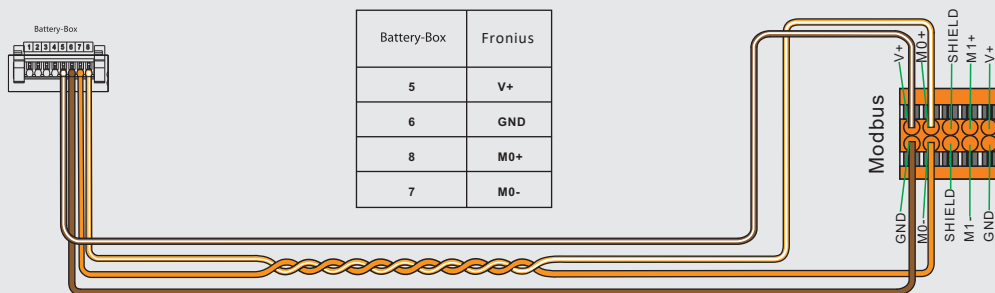 Battery-Box
1 2 3 4 5 6 7 8
Battery-Box Fronius
5 V+
6 GND
8 M0+
7 M0-
Modbus
V+
M0+
SHIELD
M1+
V+
GND
M0-
SHIELD
M1-
GND